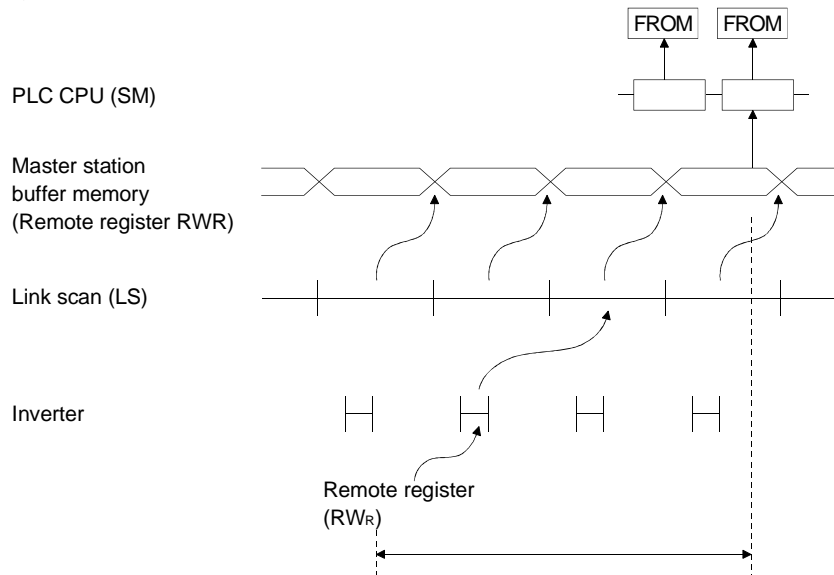 FROM FROM
PLC CPU (SM)
Master station
buffer memory
(Remote register RWR)
Link scan (LS)
Inverter
Remote register
(RWR)